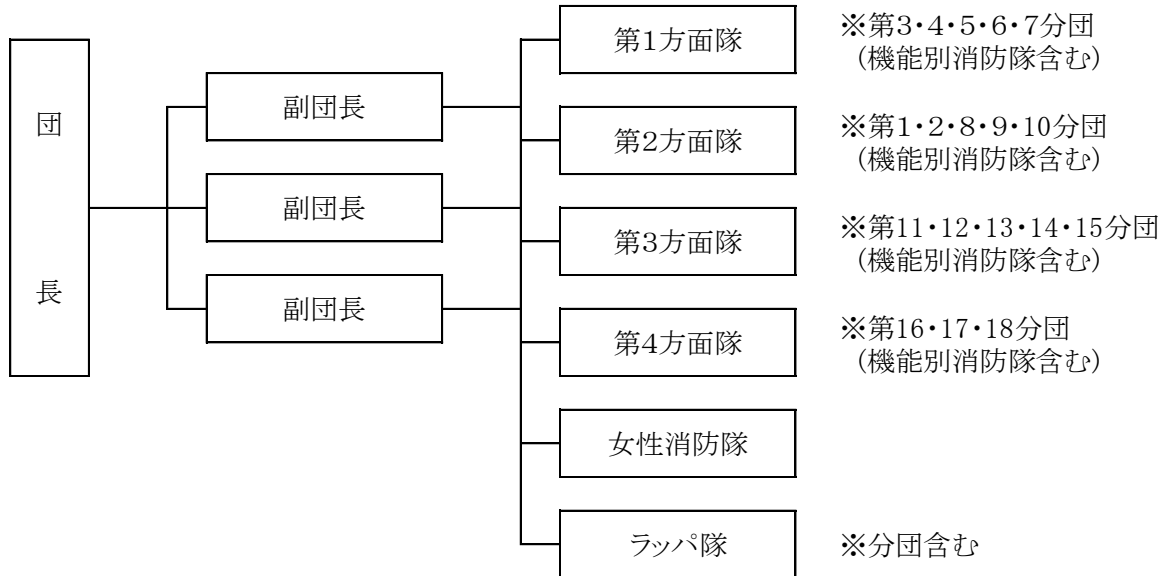 団長
副団長
副団長
副団長
第1方面隊
※第3・4・5・6・7分団
(機能別消防隊含む)
第2方面隊
※第1・2・8・9・10分団
(機能別消防隊含む)
第3方面隊
※第11・12・13・14・15分団
(機能別消防隊含む)
第4方面隊
※第16・17・18分団
(機能別消防隊含む)
女性消防隊
ラッパ隊
※分団含む